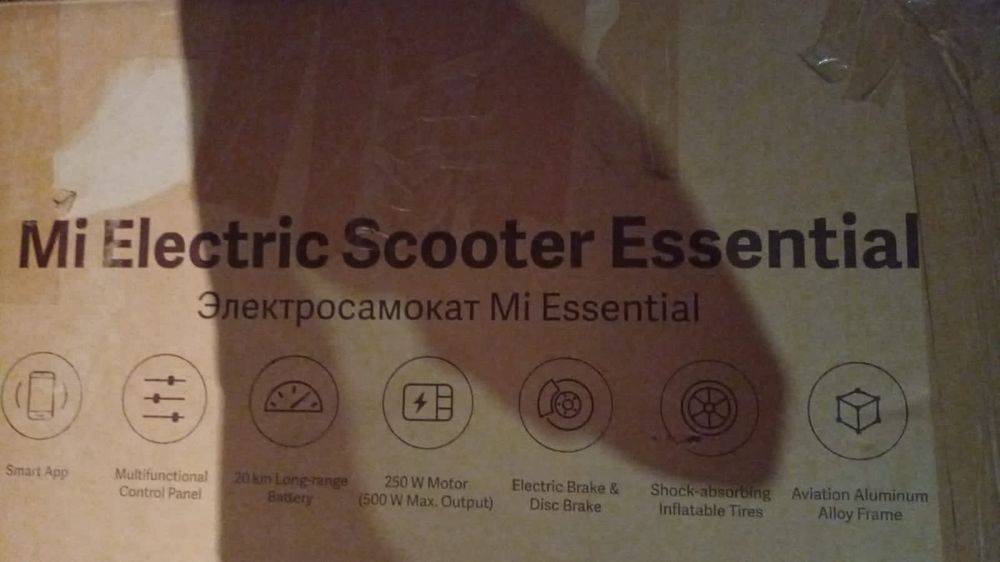 Mi Electric Scooter Essential
Электросамокат Mi Essential
Smart App
Multifunctional
Control Panel
20 km Long-range
Battery
250 W Motor
(500 W Max. Output)
Electric Brake &
Disc Brake
Shock-absorbing
Inflatable Tires
Aviation Aluminum
Alloy Frame